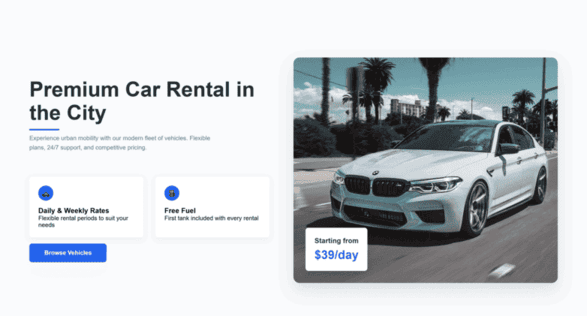 Premium Car Rental in
the City
Experience urban mobility with our modern fleet of vehicles. Flexible
plans, 24/7 support, and competitive pricing.
Daily & Weekly Rates
Flexible rental periods to suit your
needs
Free Fuel
First tank included with every rental
Browse Vehicles
Starting from
$39/day